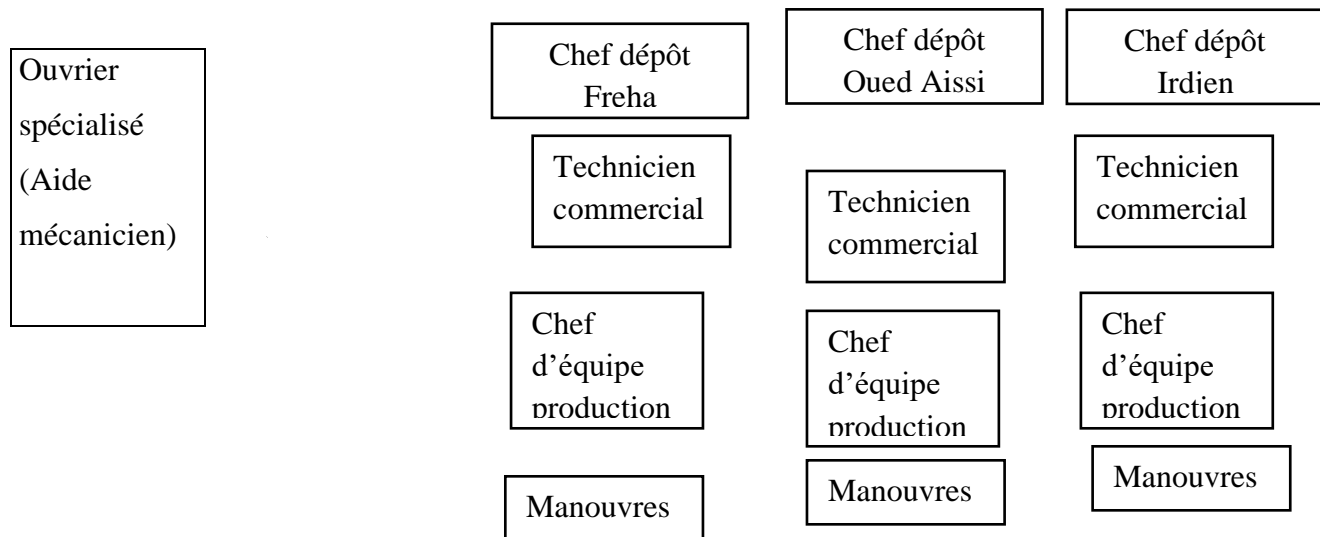 Ouvrier
spécialisé
(Aide
mécanicien)
Chef dépôt
Freha
Technicien
commercial
Chef
d’équipe
production
Manouvres
Chef dépôt
Oued Aissi
Technicien
commercial
Chef
d’équipe
production
Manouvres
Chef dépôt
Irdjen
Technicien
commercial
Chef
d’équipe
production
Manouvres